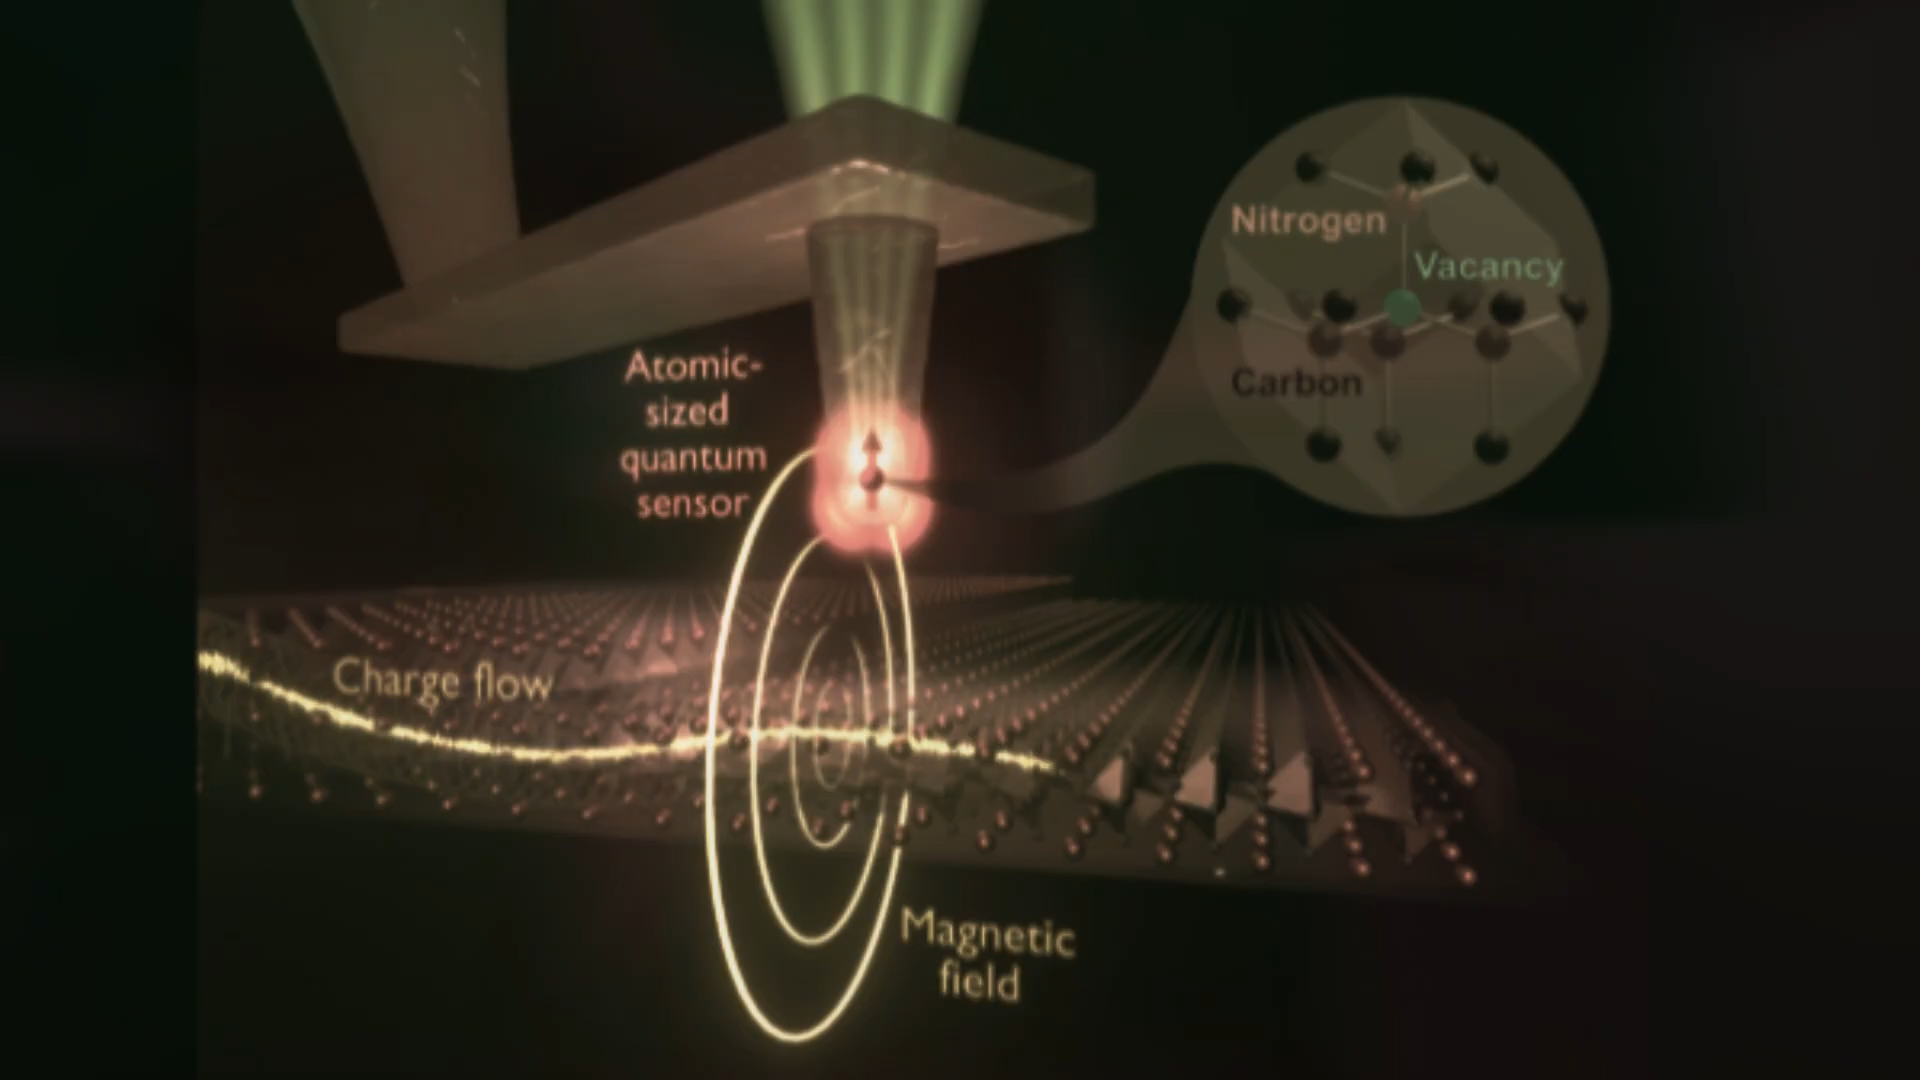 Nitrogen
Vacancy
Carbon
Atomic-
sized
quantum
sensor
Charge flow
Magnetic
field